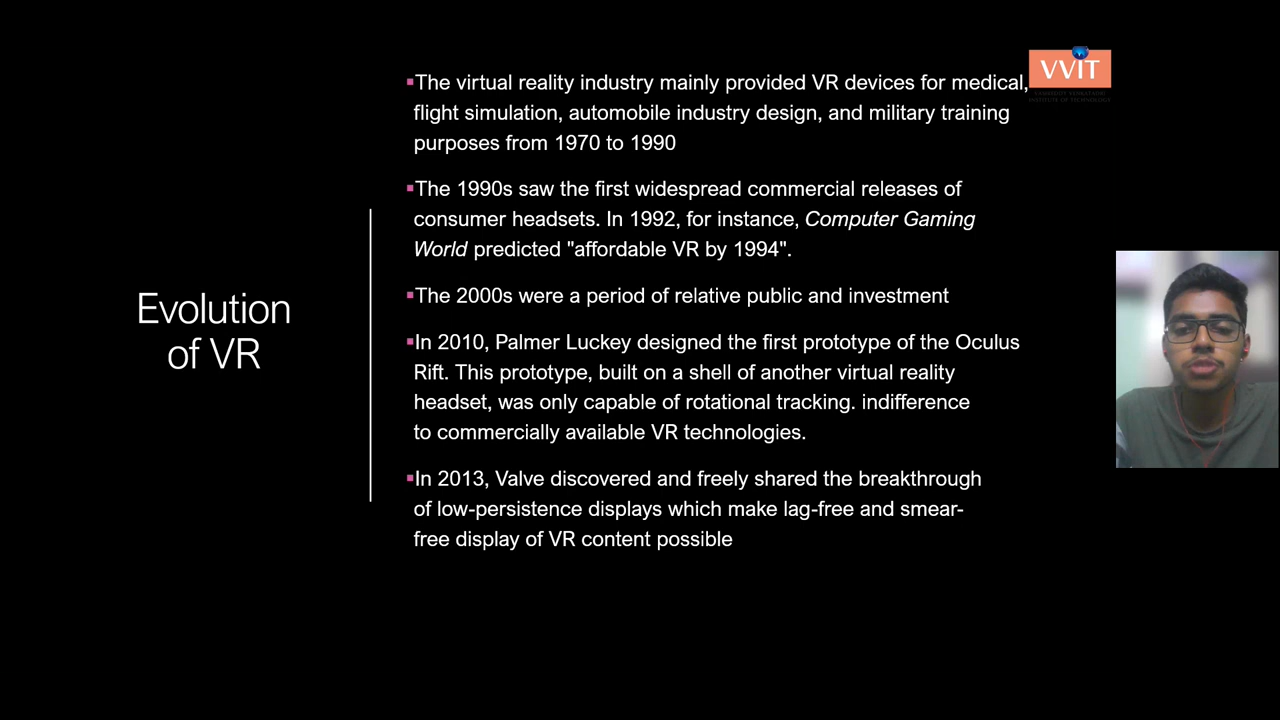 VVIT
▪The virtual reality industry mainly provided VR devices for medical,
flight simulation, automobile industry design, and military training
purposes from 1970 to 1990
▪The 1990s saw the first widespread commercial releases of
consumer headsets. In 1992, for instance, Computer Gaming
World predicted "affordable VR by 1994".
▪The 2000s were a period of relative public and investment
▪In 2010, Palmer Luckey designed the first prototype of the Oculus
Rift. This prototype, built on a shell of another virtual reality
headset, was only capable of rotational tracking. indifference
to commercially available VR technologies.
▪In 2013, Valve discovered and freely shared the breakthrough
of low-persistence displays which make lag-free and smear-
free display of VR content possible
Evolution
of VR